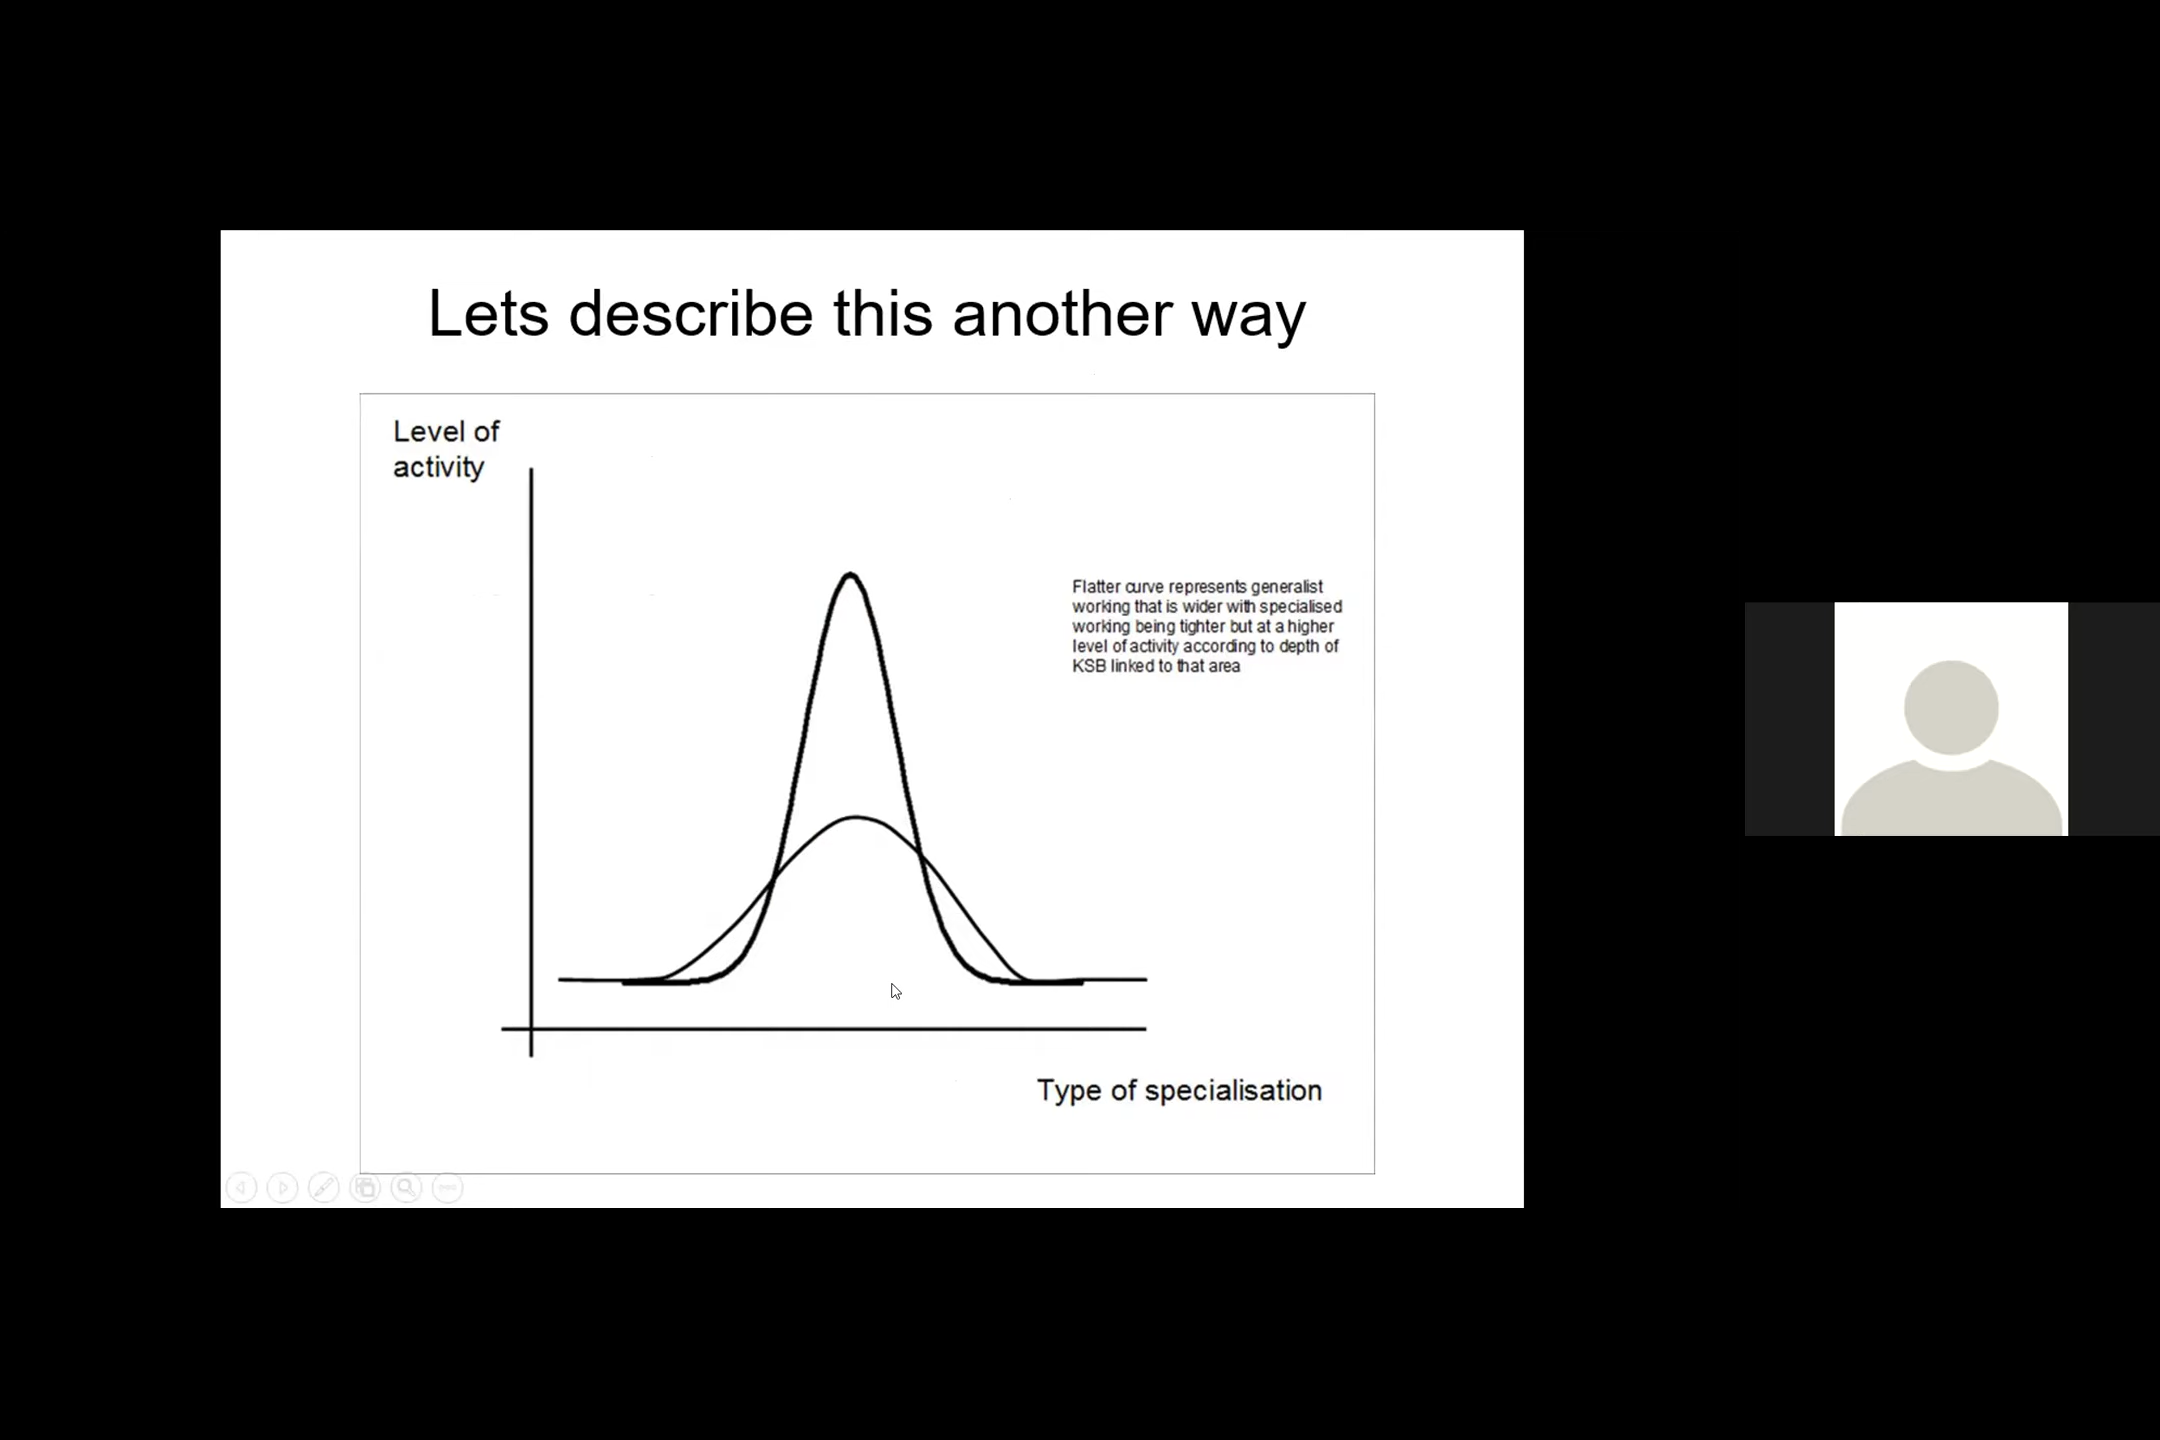 Lets describe this another way
Level of
activity
Flatter curve represents generalist
working that is wider with specialised
working being tighter but at a higher
level of activity according to depth of
KSB linked to that area
Type of specialisation